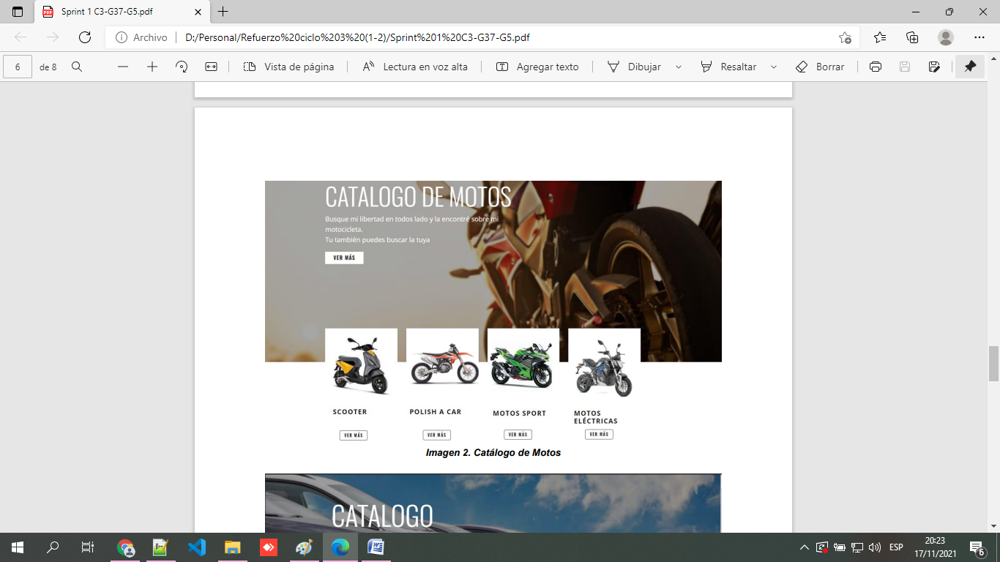 Sprint 1 C3-G37-G5.pdf
Archivo
D:/Personal/Refuerzo%20ciclo%203%20(1-2)/Sprint%201%20C3-G37-G5.pdf
6 de 8
Vista de página
Lectura en voz alta
Agregar texto
Dibujar
Resaltar
Borrar
CATALOGO DE MOTOS
Busque mi libertad en todos lado y la encontré sobre mi
motocicleta.
Tu también puedes buscar la tuya
VER MÁS
SCOOTER
POLISH A CAR
MOTOS SPORT
MOTOS
ELÉCTRICAS
VER MÁS
VER MÁS
VER MÁS
VER MÁS
Imagen 2. Catálogo de Motos
CATALOGO
ESP
20:23
17/11/2021
6